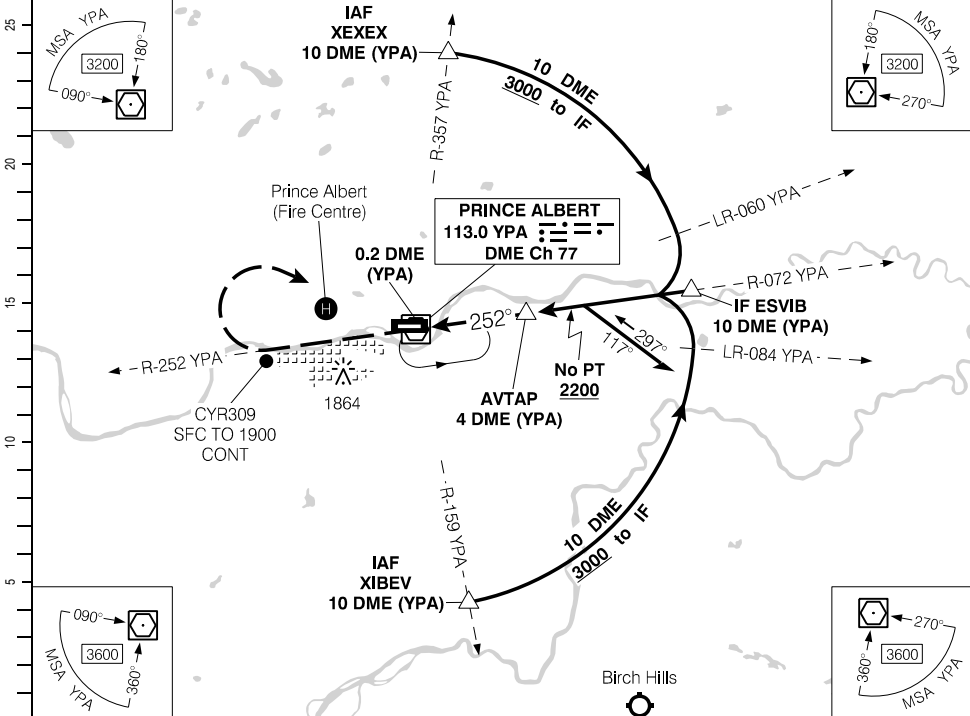 25
20
15
10
5
MSA YPA
3200
180°
090°
IAF
XEXEX
10 DME (YPA)
10 DME
3000 to IF
R-357 YPA
MSA YPA
180°
3200
270°
Prince Albert
(Fire Centre)
H
PRINCE ALBERT
113.0 YPA
DME Ch 77
0.2 DME
(YPA)
LR-060 YPA
R-072 YPA
IF ESVIB
10 DME (YPA)
252°
297°
117°
LR-084 YPA
No PT
2200
AVTAP
4 DME (YPA)
R-252 YPA
1864
CYR309
SFC TO 1900
CONT
R-159 YPA
10 DME
3000 to IF
IAF
XIBEV
10 DME (YPA)
090°
3600
360°
MSA YPA
Birch Hills
270°
3600
360°
MSA YPA